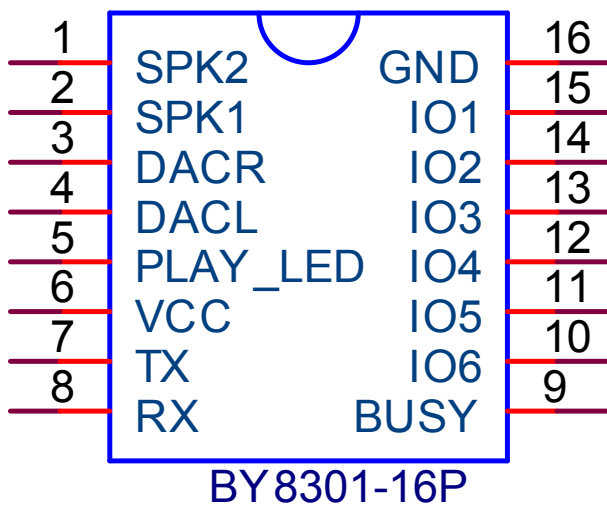 1 SPK2 GND 16
2 SPK1 IO1 15
3 DACR IO2 14
4 DACL IO3 13
5 PLAY_LED IO4 12
6 VCC IO5 11
7 TX IO6 10
8 RX BUSY 9
BY8301-16P